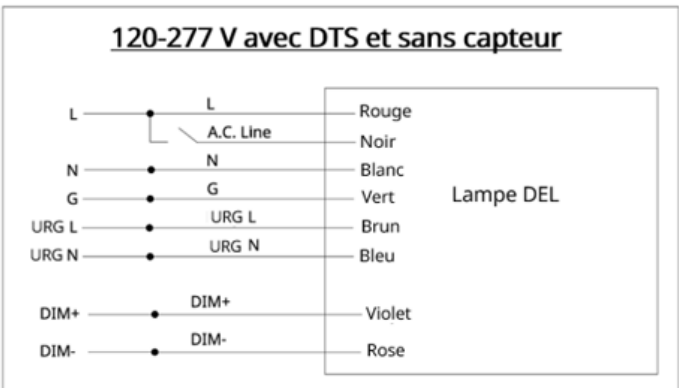 120-277 V avec DTS et sans capteur
L L Rouge
A.C. Line Noir
N N Blanc
G G Vert Lampe DEL
URG L URG L Brun
URG N URG N Bleu
DIM+ DIM+ Violet
DIM- DIM- Rose